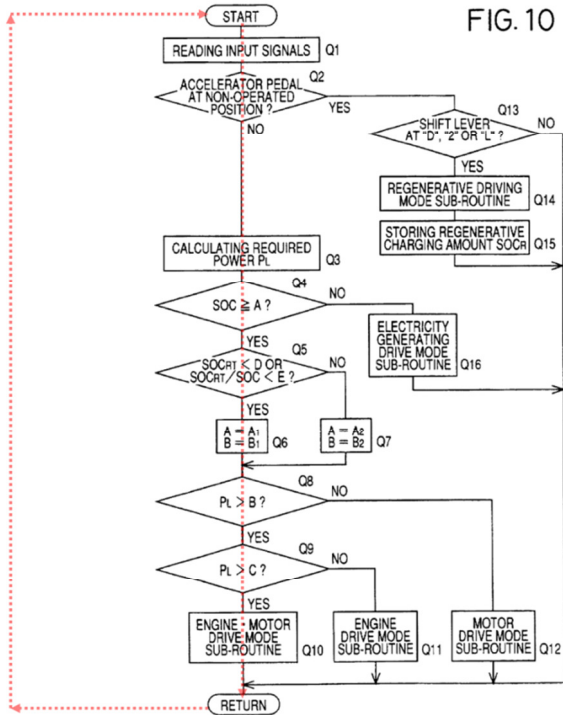 START
FIG. 10
READING INPUT SIGNALS
Q1
Q2
ACCELERATOR PEDAL
AT NON-OPERATED
POSITION ?
YES
NO
Q13
SHIFT LEVER
AT "D", "2" OR "L" ?
NO
YES
REGENERATIVE DRIVING
MODE SUB-ROUTINE
Q14
STORING REGENERATIVE
CHARGING AMOUNT SOCR
Q15
CALCULATING REQUIRED
POWER PL
Q3
Q4
SOC ≧ A ?
NO
YES
ELECTRICITY
GENERATING
DRIVE MODE
SUB-ROUTINE
Q16
Q5
SOCRT < D OR
SOCRT/SOC < E ?
NO
YES
A = A1
B = B1
Q6
A = A2
B = B2
Q7
Q8
PL > B ?
NO
YES
Q9
PL > C ?
NO
YES
ENGINE · MOTOR
DRIVE MODE
SUB-ROUTINE
Q10
ENGINE
DRIVE MODE
SUB-ROUTINE
Q11
MOTOR
DRIVE MODE
SUB-ROUTINE
Q12
RETURN